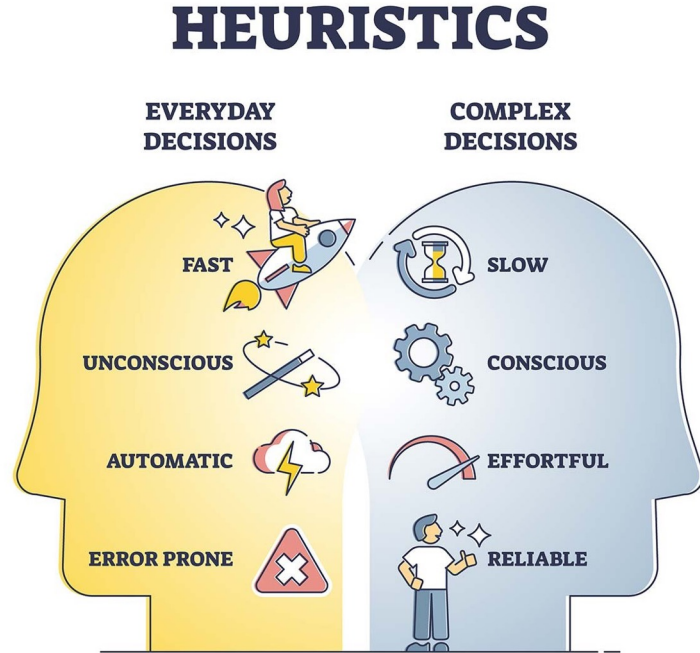 HEURISTICS
EVERYDAY
DECISIONS
FAST
UNCONSCIOUS
AUTOMATIC
ERROR PRONE
COMPLEX
DECISIONS
SLOW
CONSCIOUS
EFFORTFUL
RELIABLE